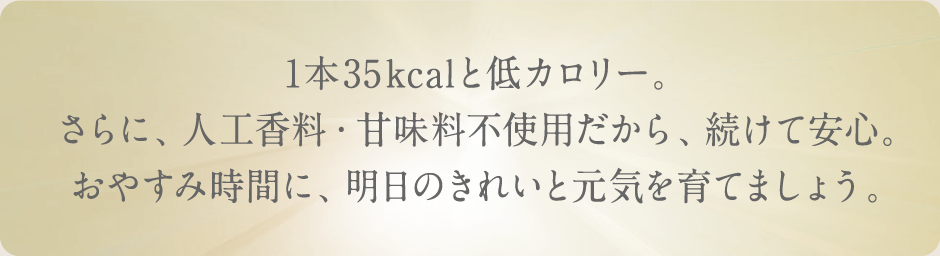 1本35kcalと低カロリー。
さらに、人工香料・甘味料不使用だから、続けて安心。
おやすみ時間に、明日のきれいと元気を育てましょう。